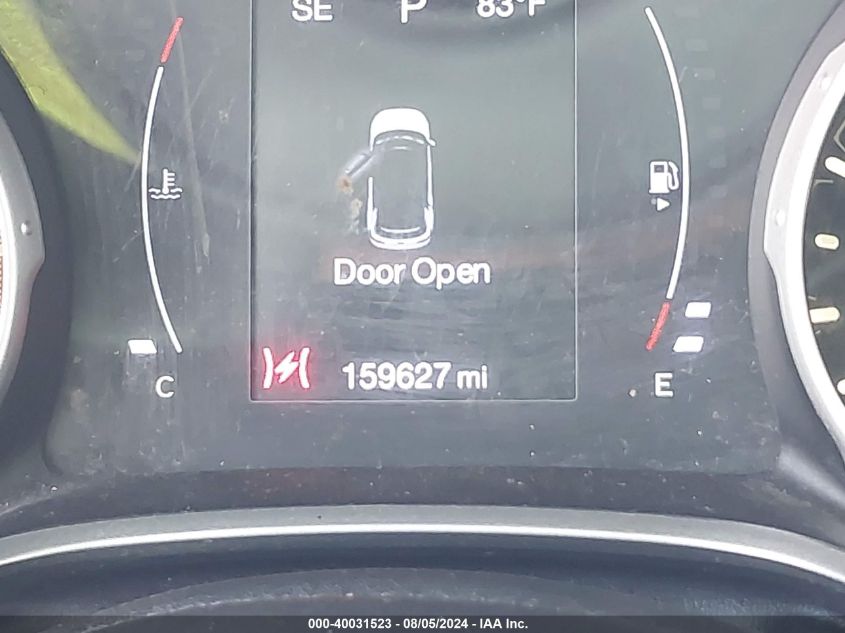 SE P 83°F
Door Open
159627 mi
C E
000-40031523 - 08/05/2024 - IAA Inc.